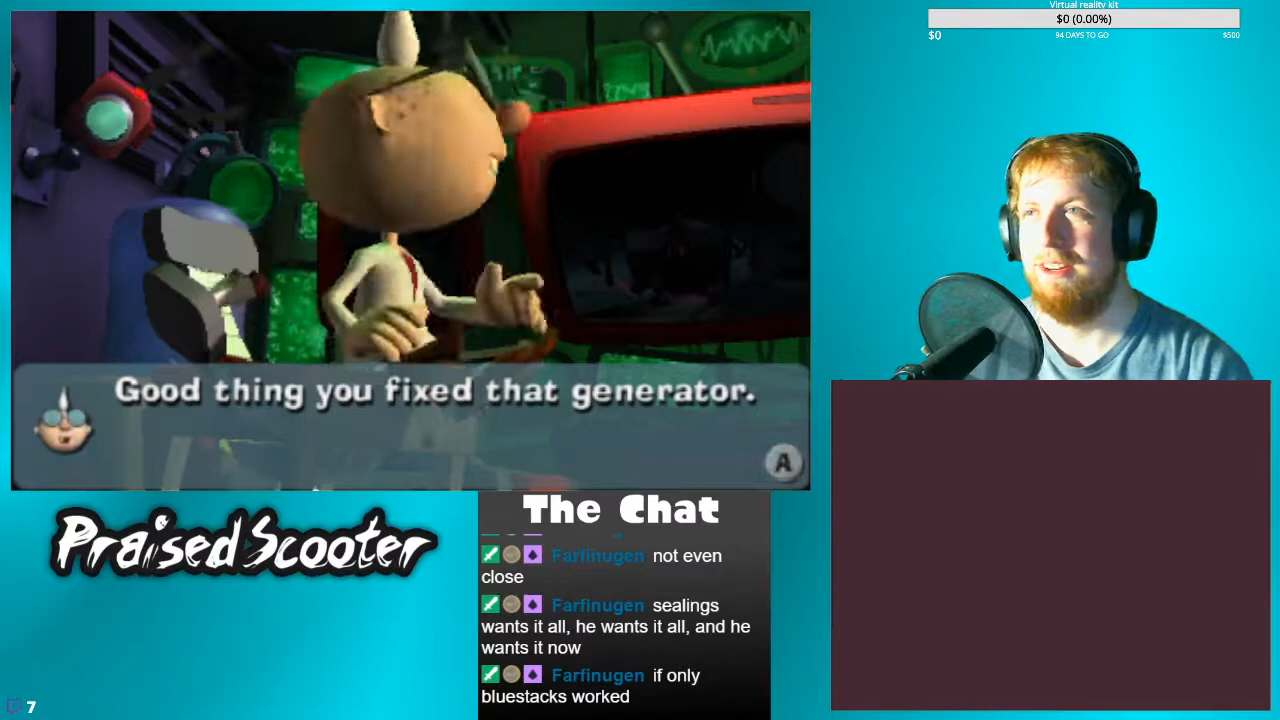 Virtual reality kit
$0 (0.00%)
$0
94 DAYS TO GO
$500
Good thing you fixed that generator.
A
Praised Scooter
The Chat
Farfinugen not even
close
Farfinugen sealings
wants it all, he wants it all, and he
wants it now
Farfinugen if only
bluestacks worked
7